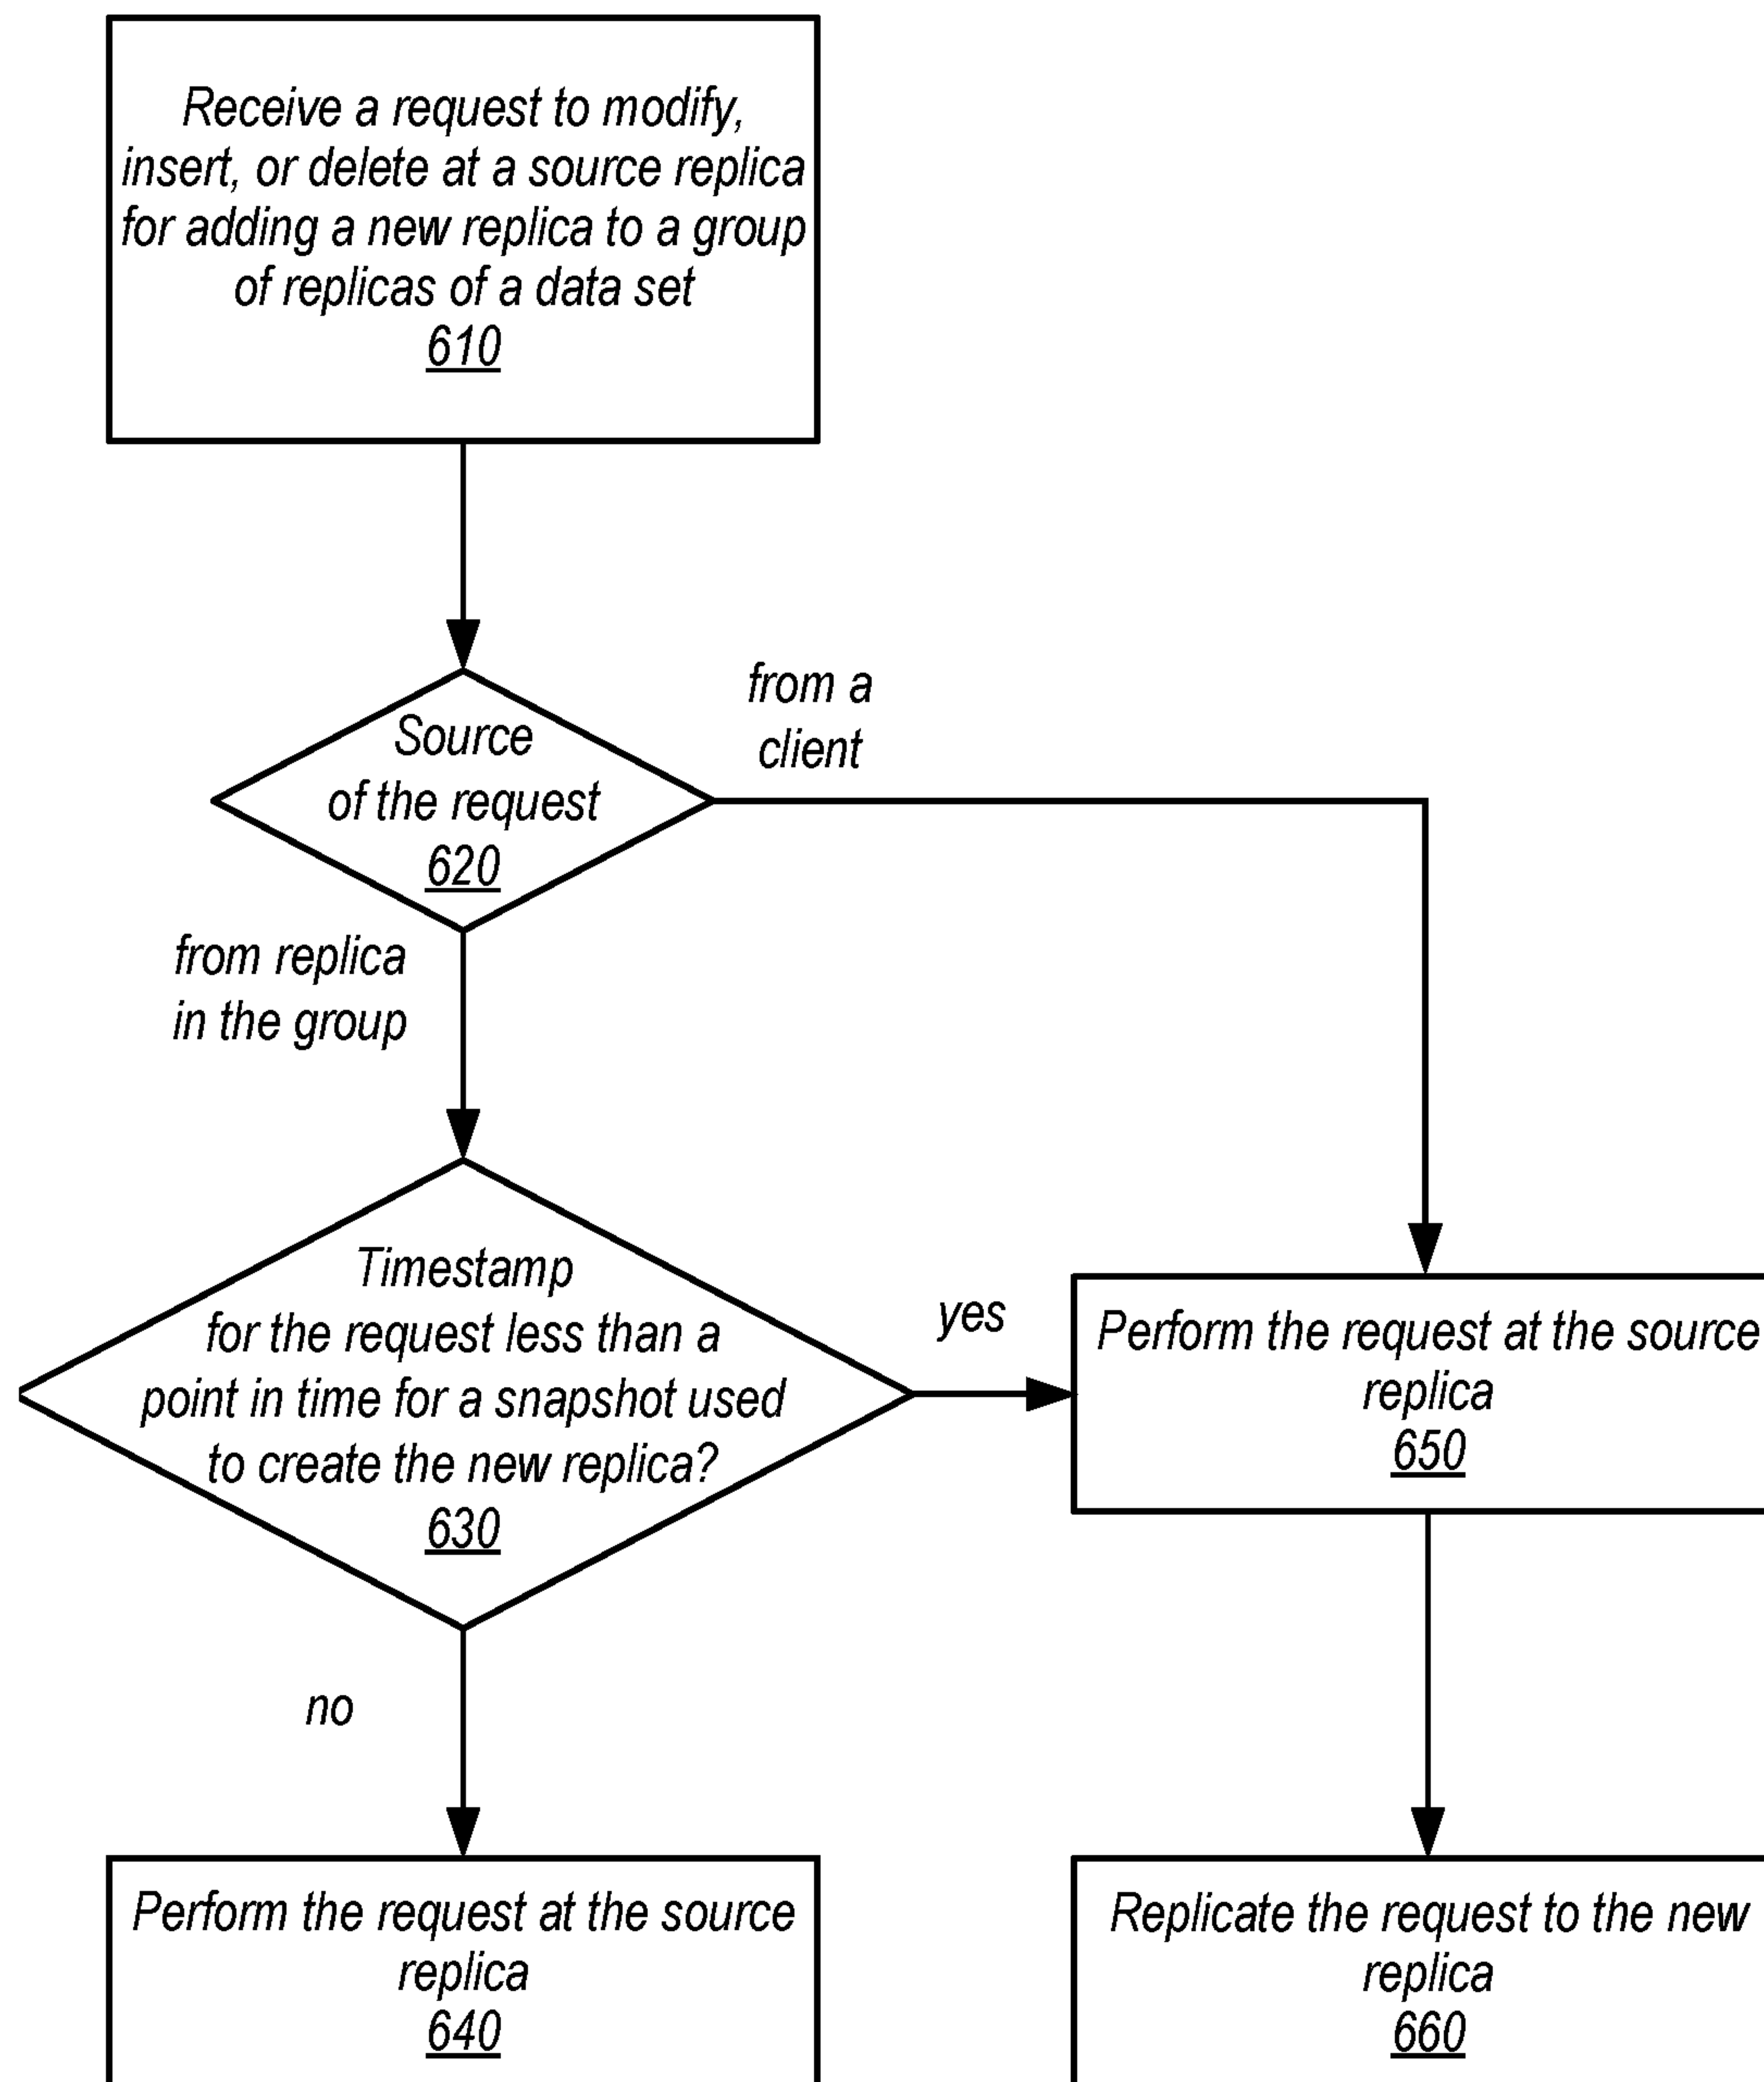 Receive a request to modify,
insert, or delete at a source replica
for adding a new replica to a group
of replicas of a data set
610
Source
of the request
620
from a
client
from replica
in the group
Timestamp
for the request less than a
point in time for a snapshot used
to create the new replica?
630
yes
Perform the request at the source
replica
650
no
Perform the request at the source
replica
640
Replicate the request to the new
replica
660